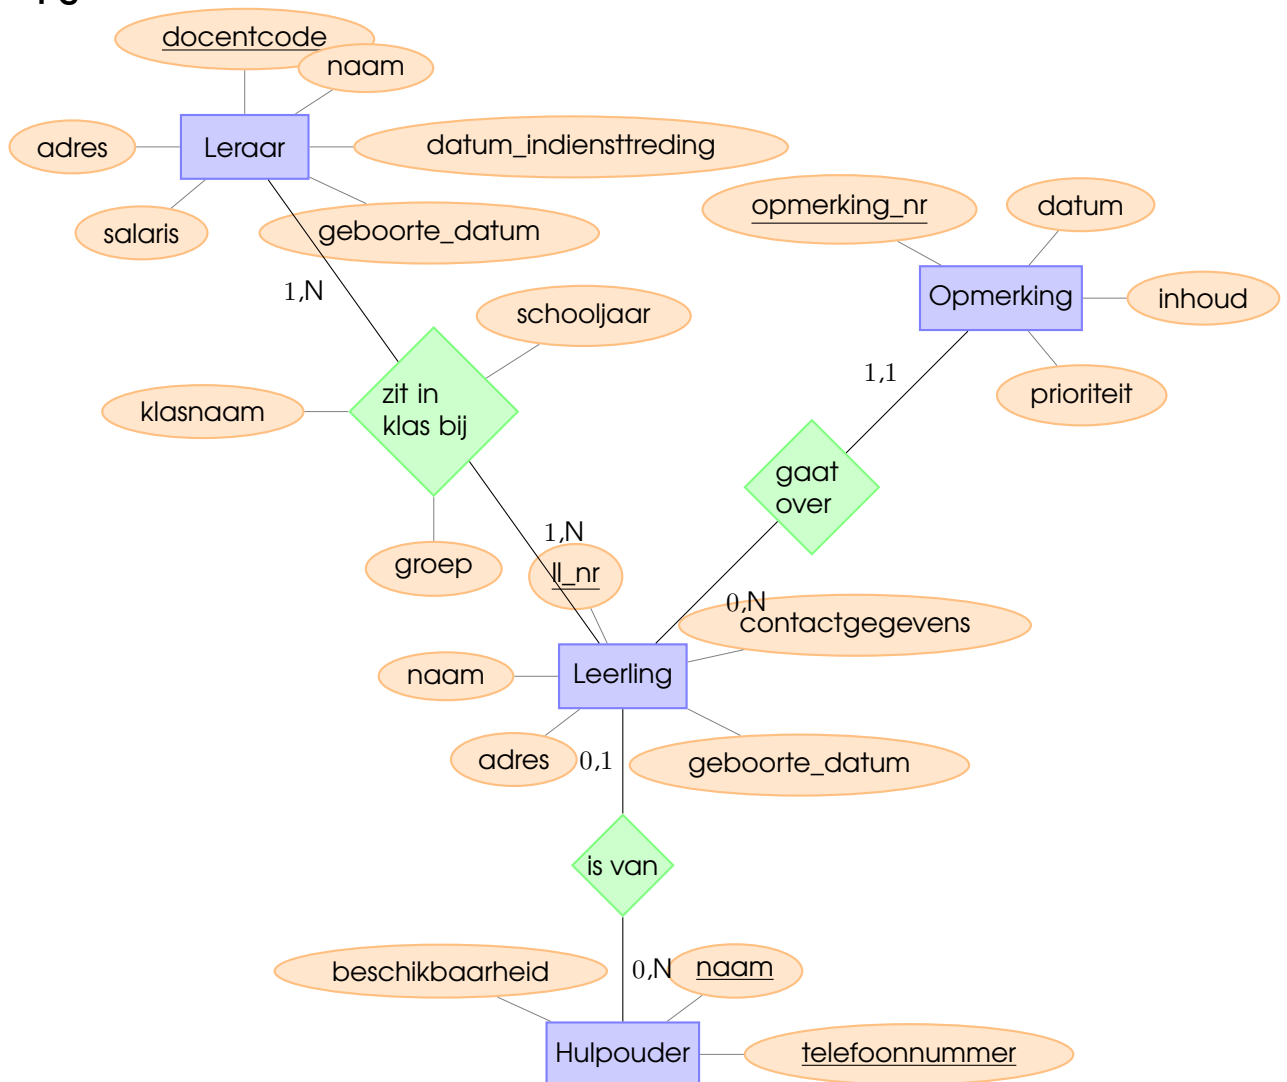 docentcode
naam
adres
Leraar
datum_indiensttreding
salaris
geboorte_datum
opmerking_nr
datum
1,N
Opmerking
inhoud
schooljaar
1,1
klasnaam
zit in
klas bij
prioriteit
gaat
over
1,N
groep
ll_nr
0,N
contactgegevens
naam
Leerling
adres
0,1
geboorte_datum
is van
beschikbaarheid
0,N
naam
Hulpouder
telefoonnummer